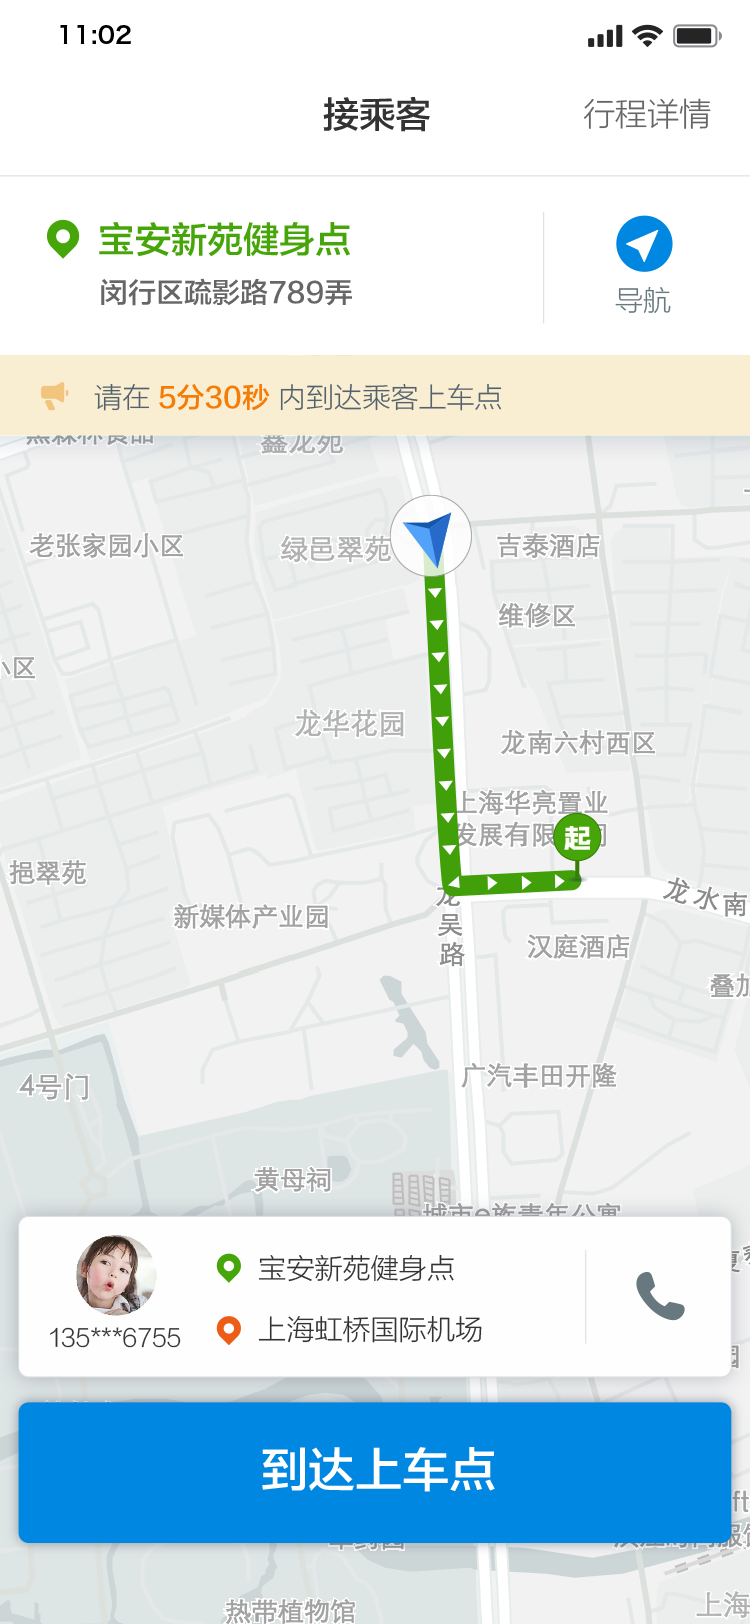 11:02
接乘客
行程详情
宝安新苑健身点
闵行区疏影路789弄
导航
请在 5分30秒 内到达乘客上车点
鑫龙苑
老张家园小区
绿邑翠苑
吉泰酒店
维修区
小区
龙华花园
龙南六村西区
上海华亮置业
发展有限
起
挹翠苑
新媒体产业园
龙吴路
龙水南
汉庭酒店
叠加
广汽丰田开隆
4号门
黄母祠
城市e族青年公寓
宝安新苑健身点
上海虹桥国际机场
135***6755
到达上车点
热带植物馆
上海